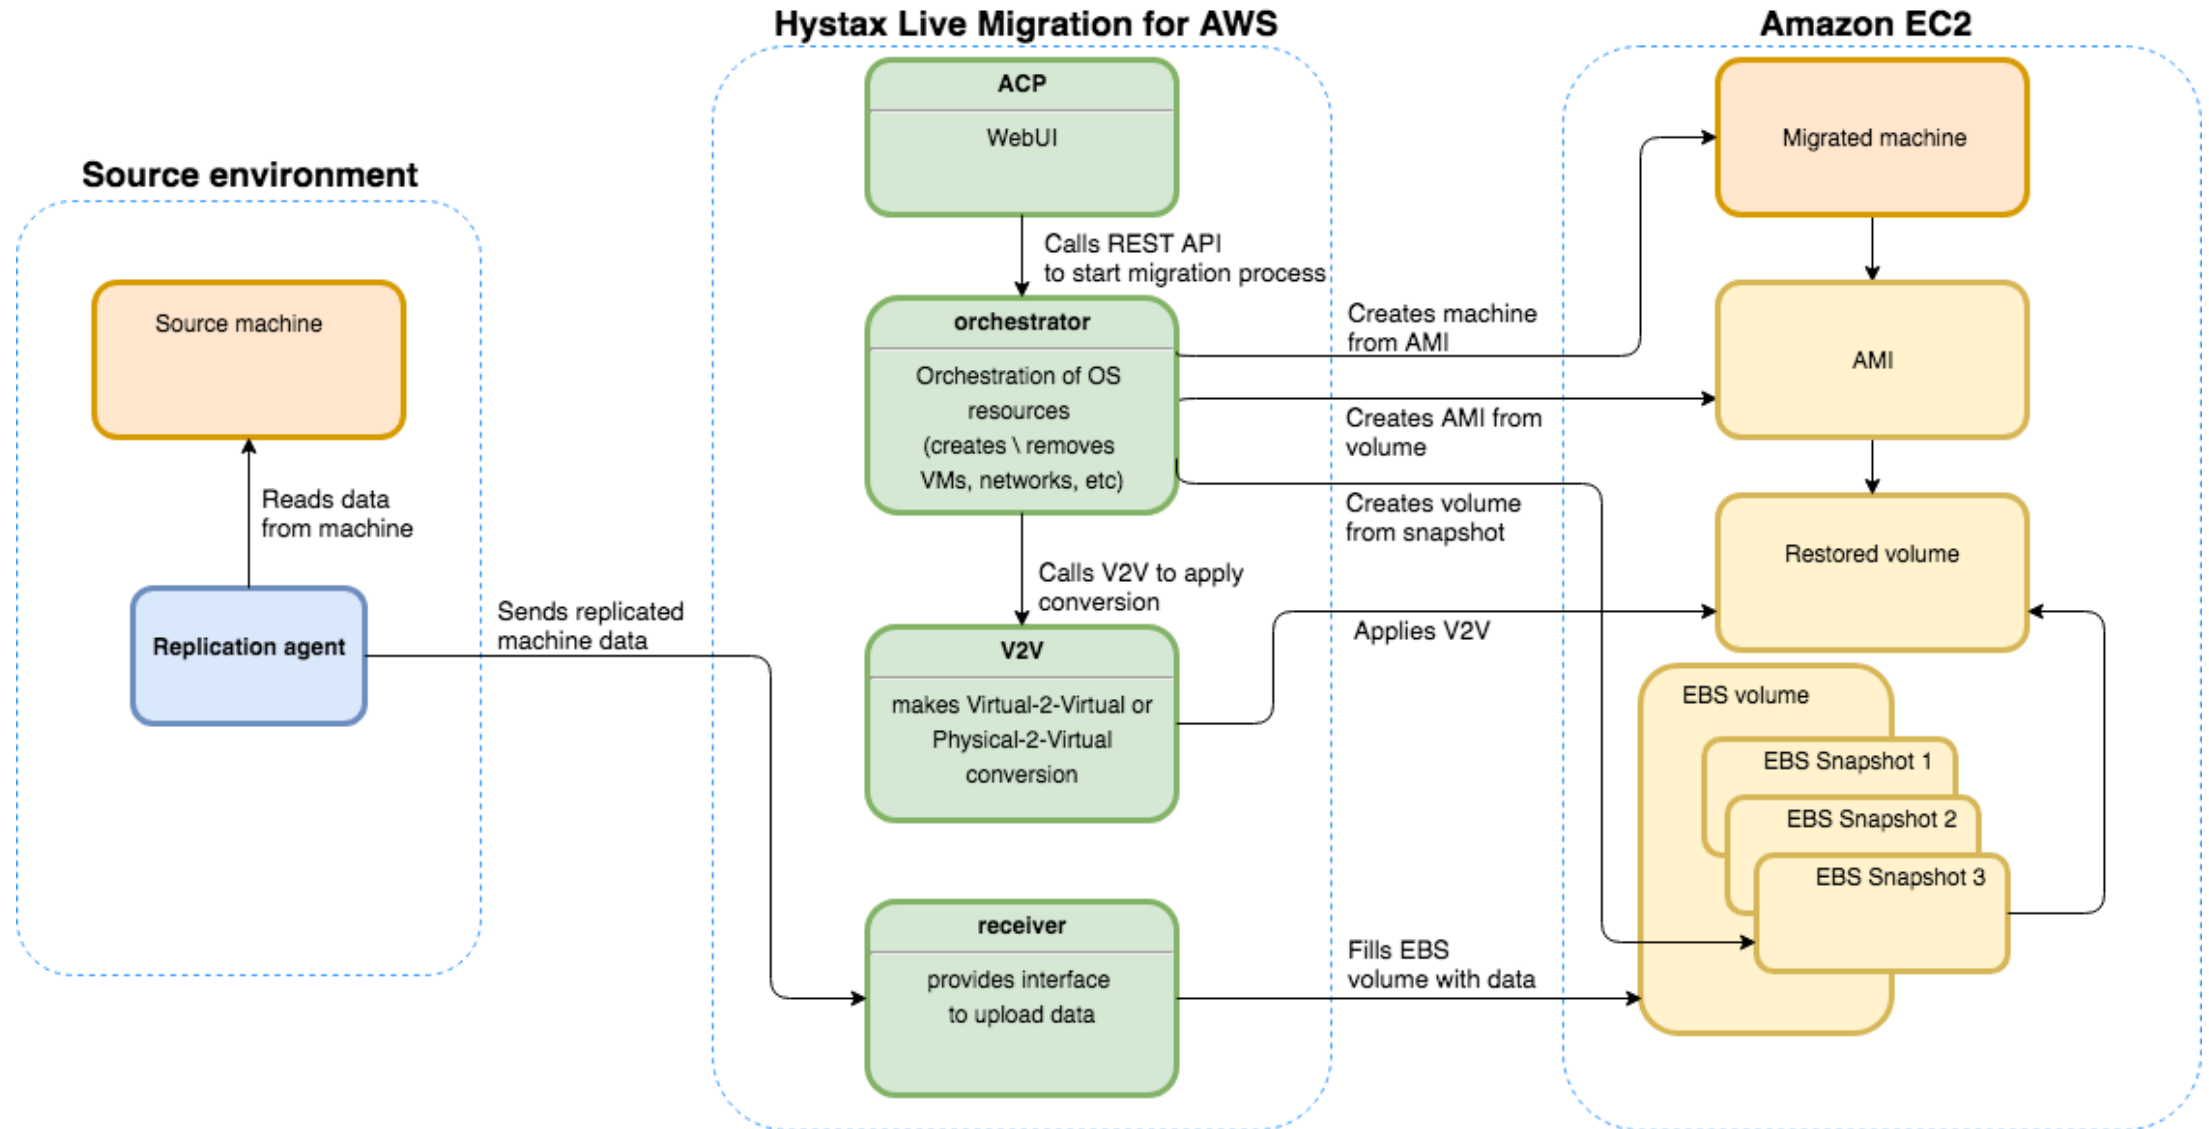 Hystax Live Migration for AWS
Amazon EC2
Source environment
ACP
WebUI
Migrated machine
Calls REST API
to start migration process
Source machine
orchestrator
Orchestration of OS
resources
(creates \ removes
VMs, networks, etc)
Creates machine
from AMI
AMI
Creates AMI from
volume
Creates volume
from snapshot
Reads data
from machine
Restored volume
Calls V2V to apply
conversion
Replication agent
Sends replicated
machine data
Applies V2V
V2V
makes Virtual-2-Virtual or
Physical-2-Virtual
conversion
EBS volume
EBS Snapshot 1
EBS Snapshot 2
EBS Snapshot 3
receiver
provides interface
to upload data
Fills EBS
volume with data